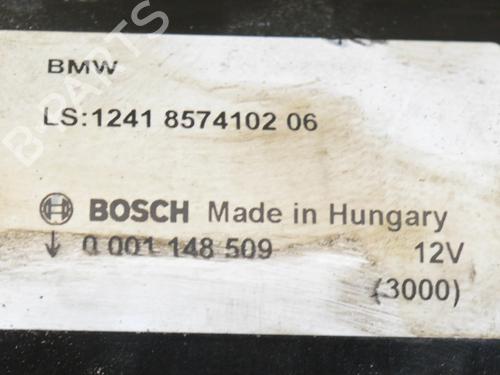 B-PARTS
BMW
LS:1241 8574102 06
BOSCH Made in Hungary
↓ 0 001 148 509 12V
(3000)